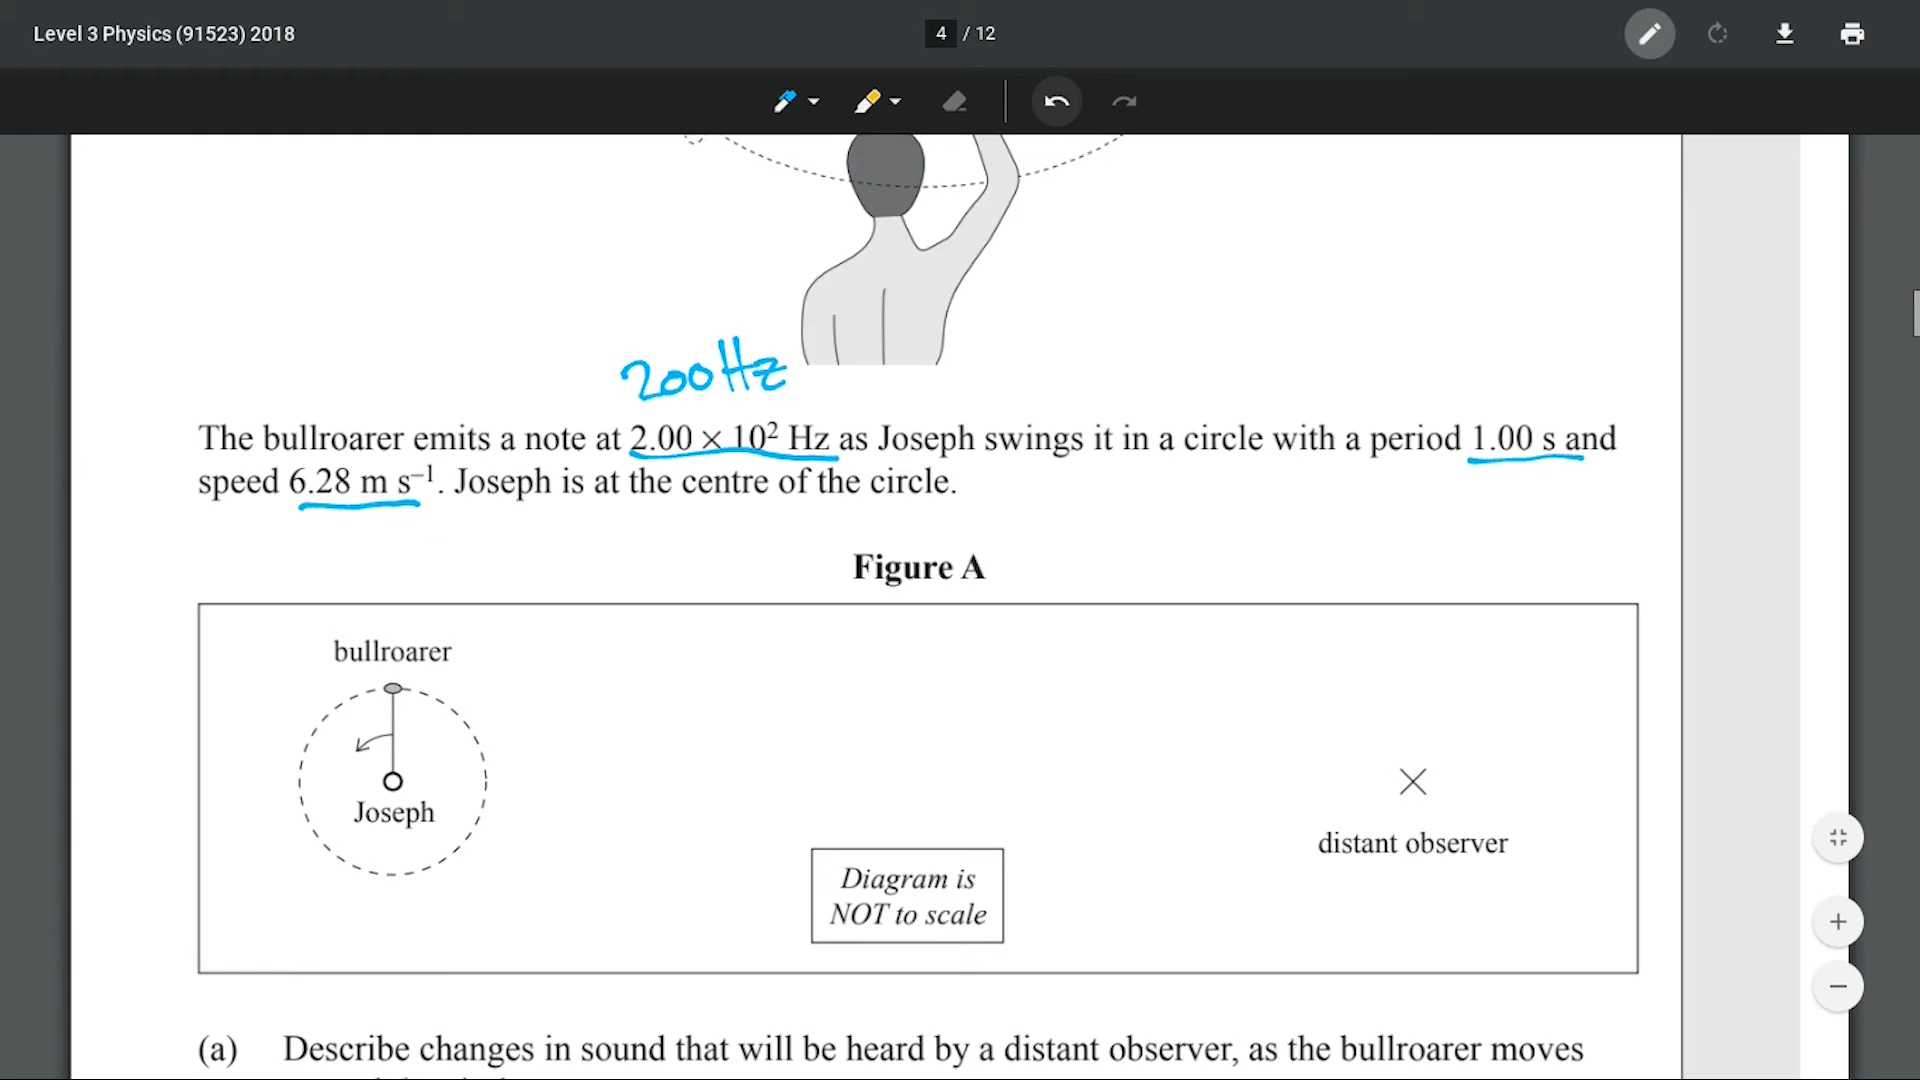 Level 3 Physics (91523) 2018
4 / 12
200 Hz
The bullroarer emits a note at 2.00 × 10² Hz as Joseph swings it in a circle with a period 1.00 s and
speed 6.28 m s⁻¹. Joseph is at the centre of the circle.
Figure A
bullroarer
Joseph
distant observer
Diagram is
NOT to scale
(a) Describe changes in sound that will be heard by a distant observer, as the bullroarer moves